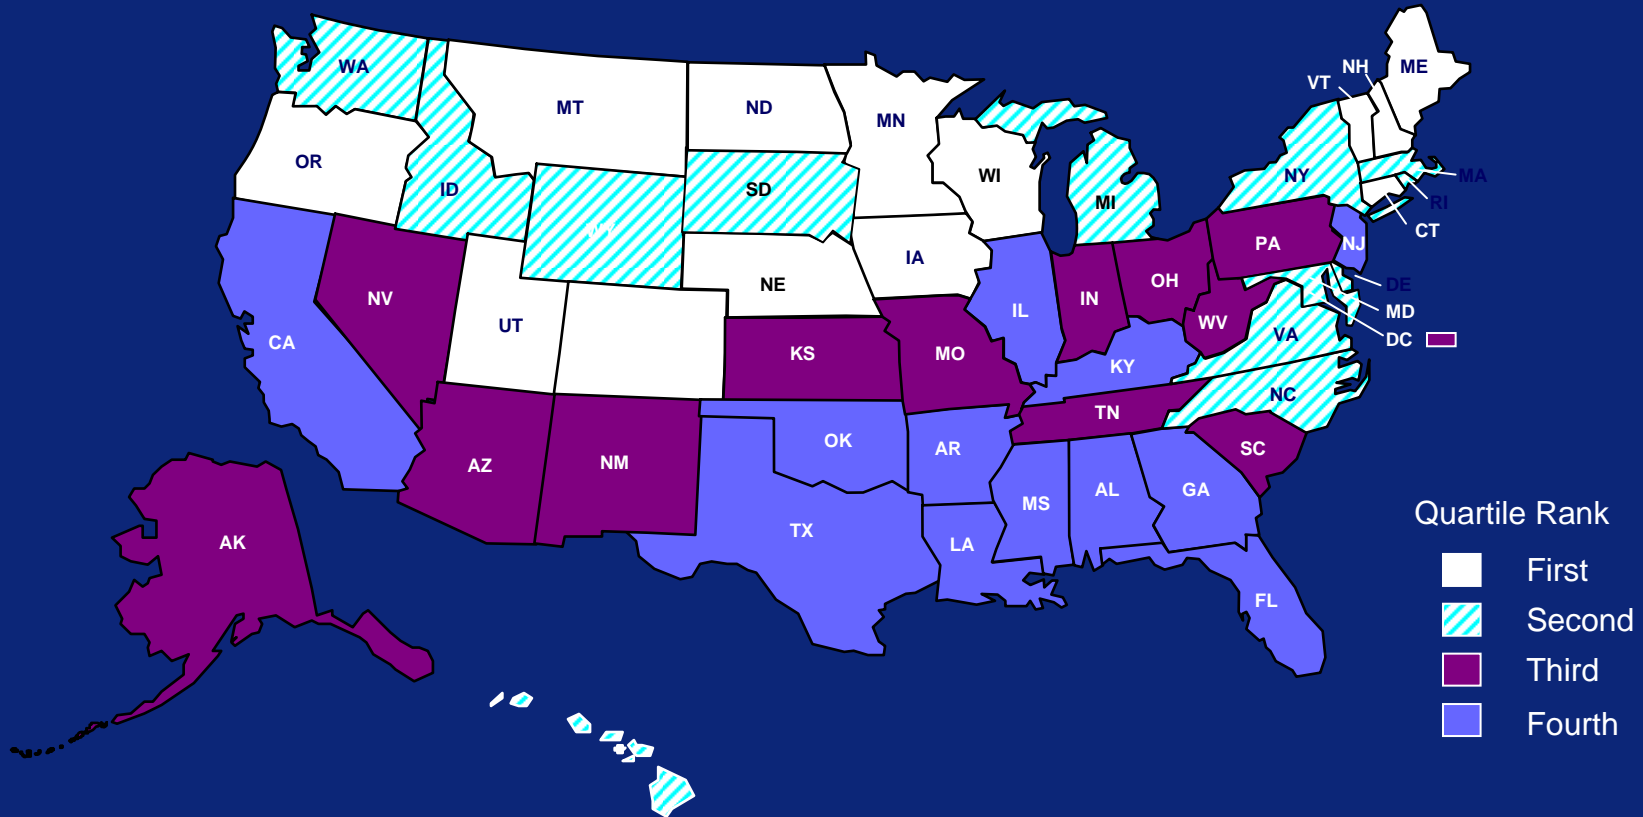 WA
MT
ND
MN
NH
ME
VT
OR
ID
SD
WI
MI
NY
MA
RI
CT
WY
NE
IA
PA
NJ
NV
UT
IL
IN
OH
DE
MD
WV
VA
DC
CA
KS
MO
KY
NC
TN
AZ
NM
OK
AR
SC
MS
AL
GA
TX
LA
AK
FL
Quartile Rank
First
Second
Third
Fourth